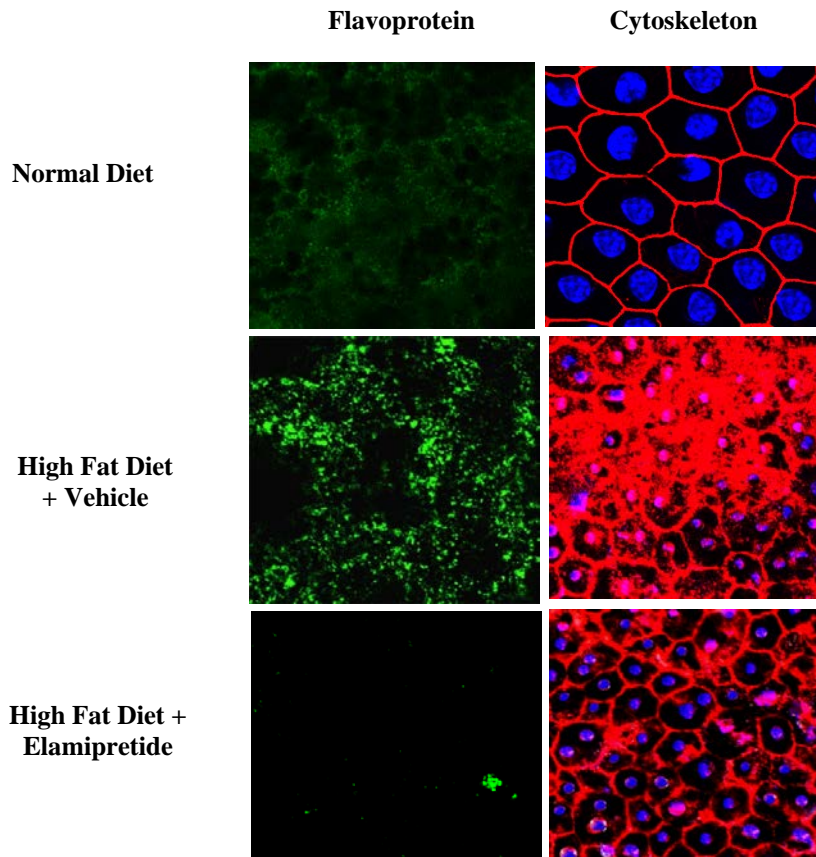 Flavoprotein
Cytoskeleton
Normal Diet
High Fat Diet
+ Vehicle
High Fat Diet +
Elamipretide